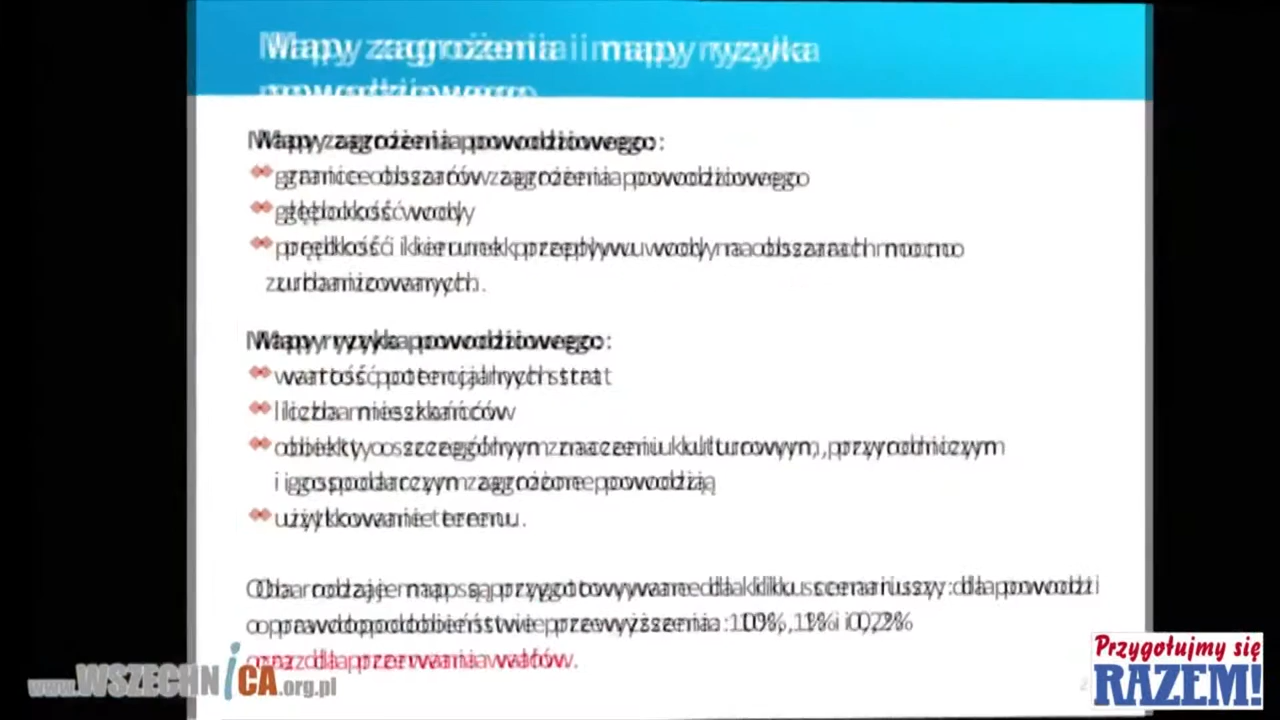 Mapy zagrożenia i mapy ryzyka
powodziowego
Mapy zagrożenia powodziowego:
granice obszarów zagrożenia powodziowego
głębokość wody
prędkość i kierunek przepływu wody na obszarach mocno
zurbanizowanych.
Mapy ryzyka powodziowego:
wartość potencjalnych strat
liczba mieszkańców
obiekty o szczególnym znaczeniu kulturowym, przyrodniczym
i gospodarczym zagrożone powodzią
użytkowanie terenu.
Oba rodzaje map są przygotowywane dla kilku scenariuszy: dla powodzi
o prawdopodobieństwie przewyższenia: 10%, 1% i 0,2%
oraz dla przerwania wałów.
www.WSZECHNICA.org.pl
Przygotujmy się
RAZEM!